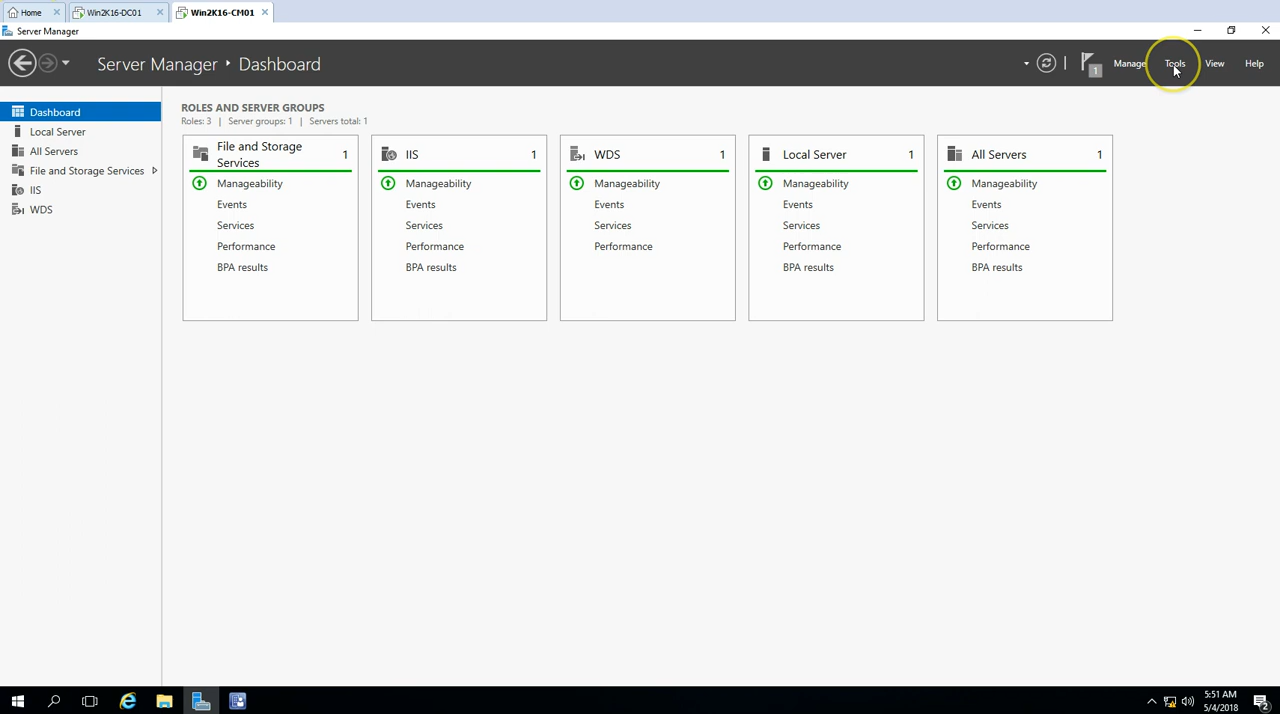 Home
Win2K16-DC01
Win2K16-CM01
Server Manager
Server Manager Dashboard
1
Manage
Tools
View
Help
Dashboard
Local Server
All Servers
File and Storage Services
IIS
WDS
ROLES AND SERVER GROUPS
Roles: 3 | Server groups: 1 | Servers total: 1
File and Storage
Services
1
Manageability
Events
Services
Performance
BPA results
IIS 1
Manageability
Events
Services
Performance
BPA results
WDS 1
Manageability
Events
Services
Performance
Local Server 1
Manageability
Events
Services
Performance
BPA results
All Servers 1
Manageability
Events
Services
Performance
BPA results
5:51 AM
5/4/2018
2